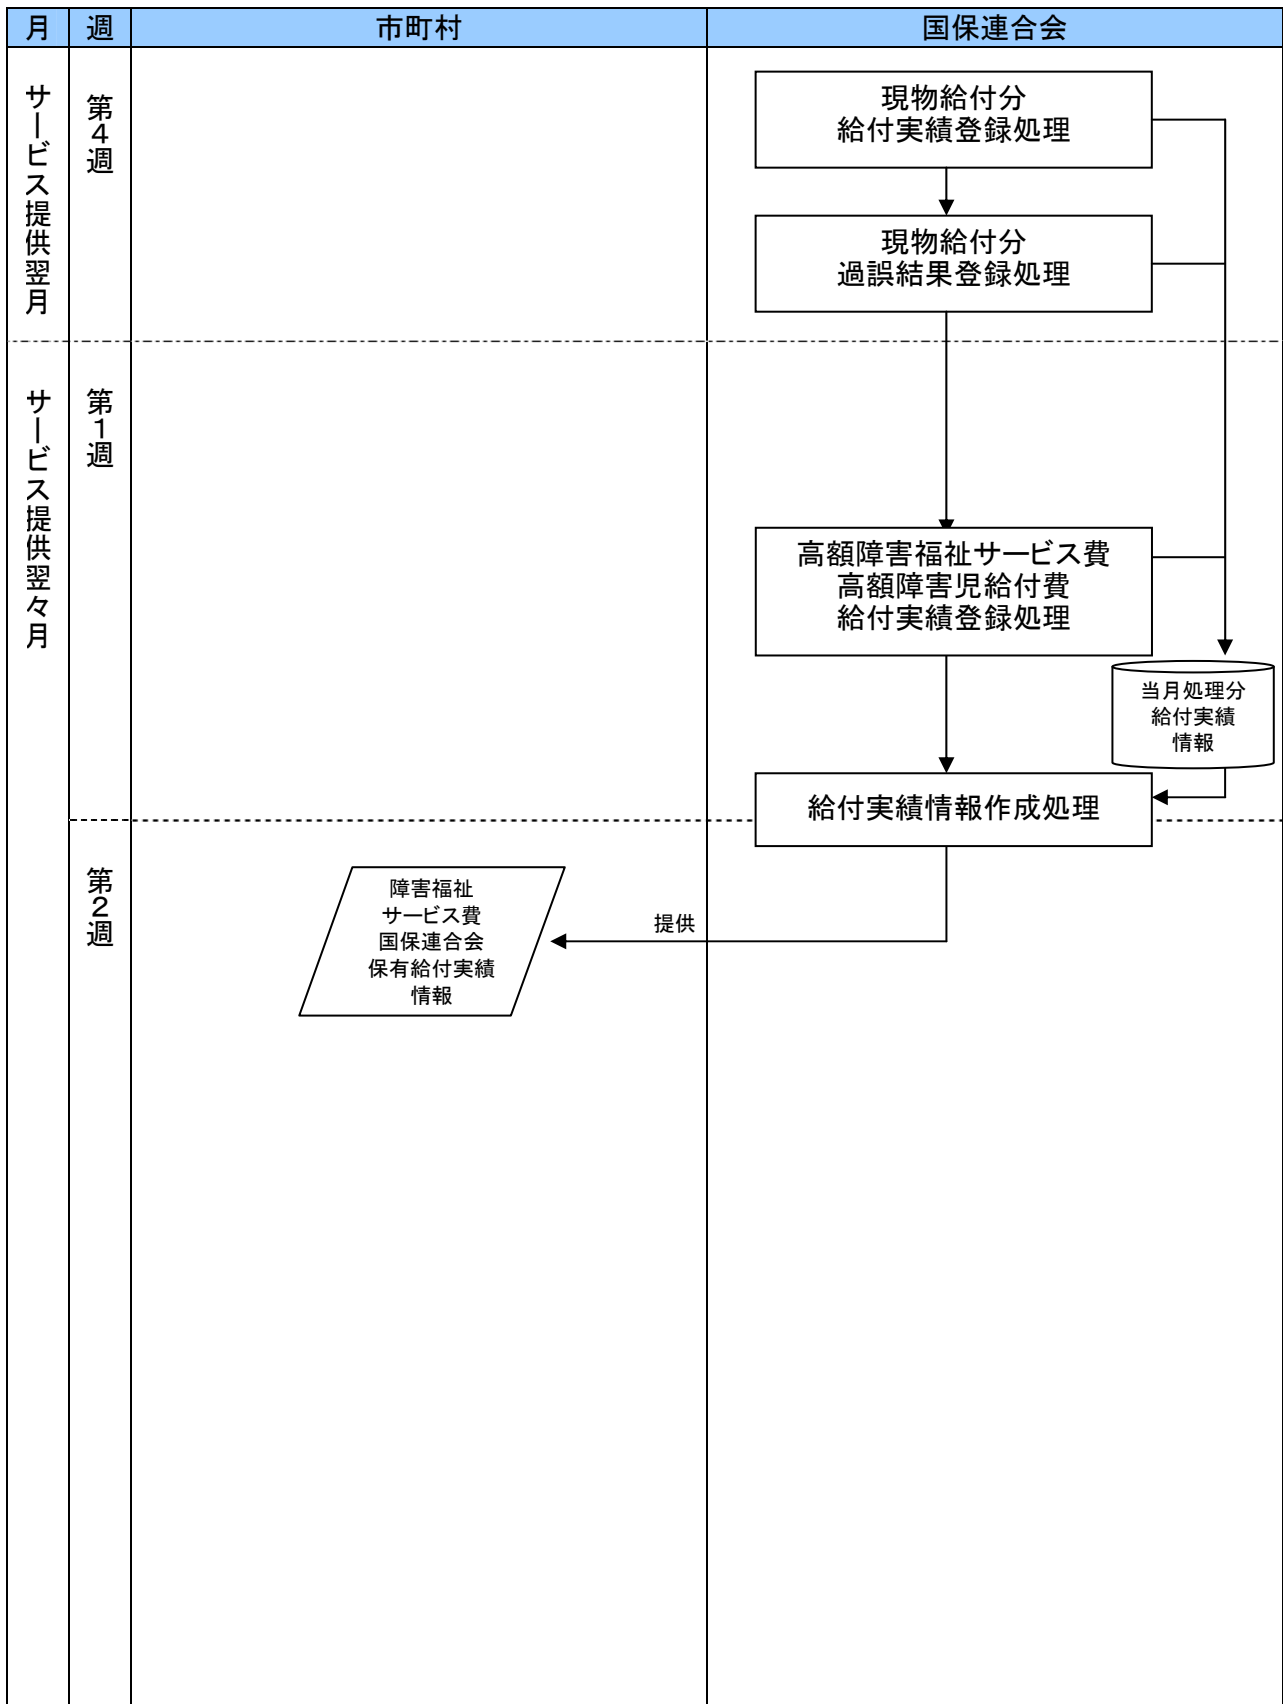 月 週 市町村 国保連合会
サービス提供翌月
第4週
現物給付分
給付実績登録処理
現物給付分
過誤結果登録処理
サービス提供翌々月
第1週
高額障害福祉サービス費
高額障害児給付費
給付実績登録処理
当月処理分
給付実績
情報
給付実績情報作成処理
第2週
障害福祉
サービス費
国保連合会
保有給付実績
情報
提供